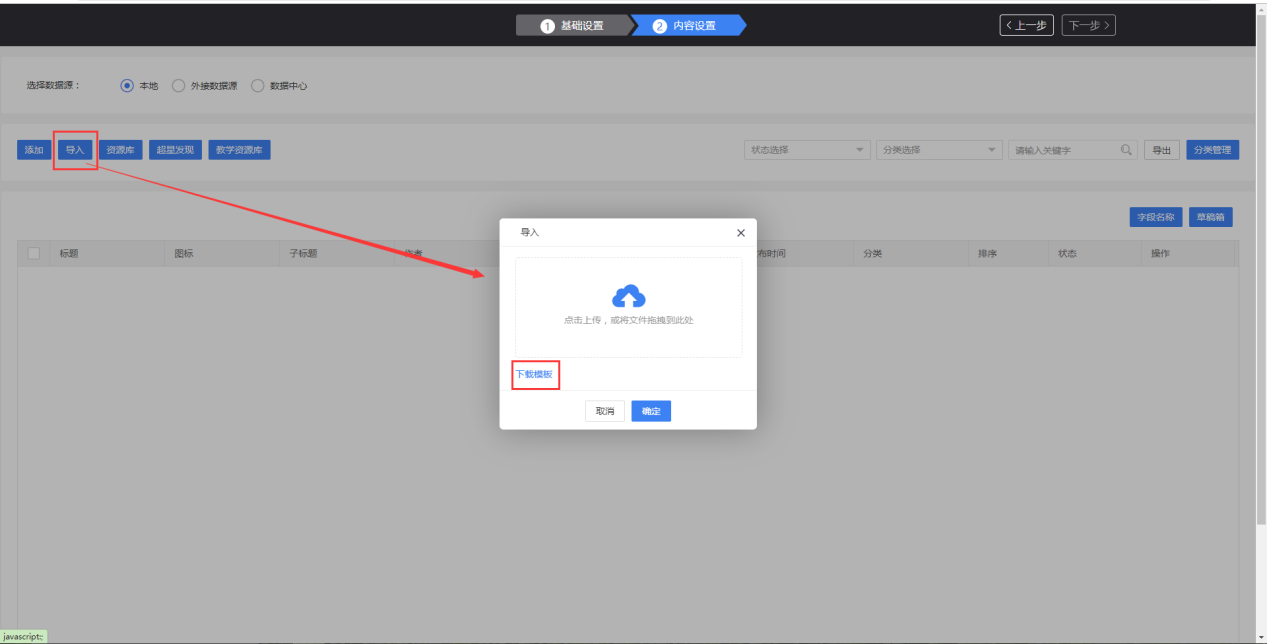 1 基础设置 2 内容设置 上一步 下一步
选择数据源： 本地 外接数据源 数据中心
添加 导入 资源库 超星发现 教学资源库 状态选择 分类选择 请输入关键字 导出 分类管理
字段名称 草稿箱
导入
标题 图标 子标题 作者 布时间 分类 排序 状态 操作
点击上传，或将文件拖拽到此处
下载模板
取消 确定
javascript:;